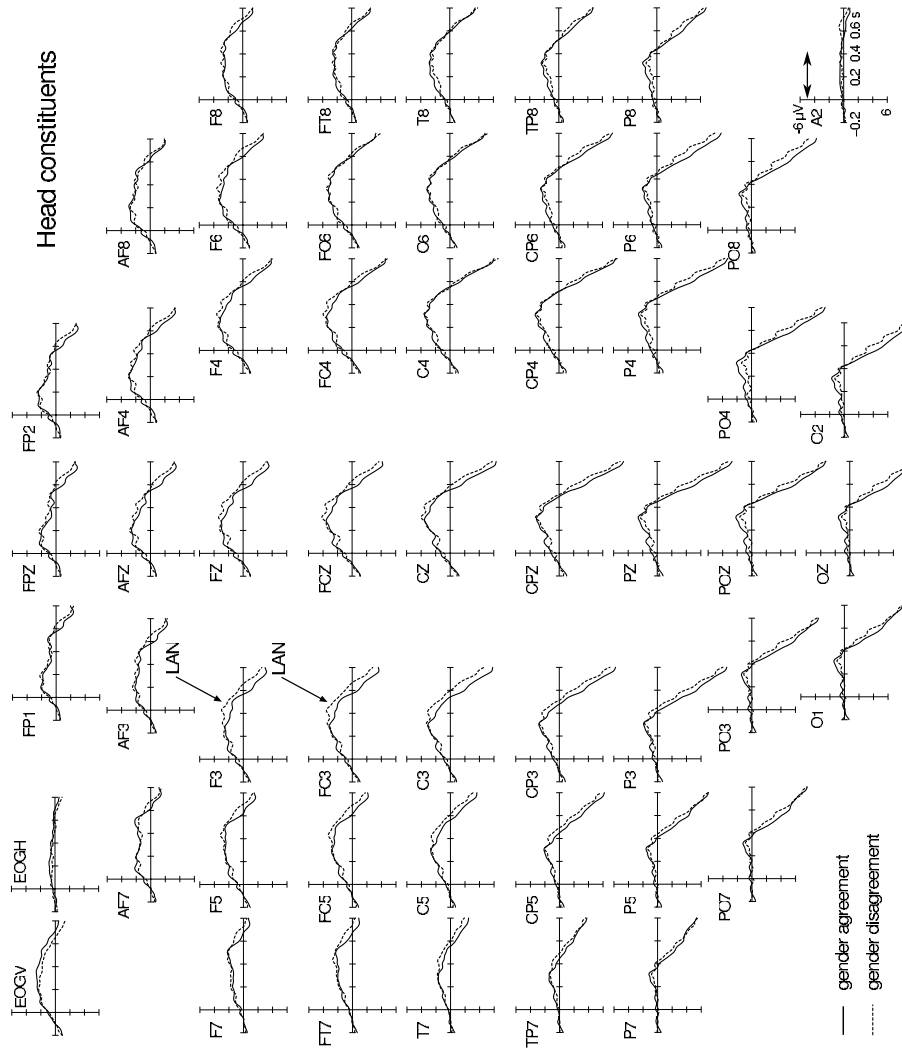 Head constituents
EOGV
EOGH
FP1
FPZ
FP2
AF7
AF3
AFZ
AF4
AF8
F7
F5
F3
FZ
F4
F6
F8
LAN
FT7
FC5
FC3
FCZ
FC4
FC6
FT8
LAN
T7
C5
C3
CZ
C4
C6
T8
TP7
CP5
CP3
CPZ
CP4
CP6
TP8
P7
P5
P3
PZ
P4
P6
P8
PO7
PO3
POZ
PO4
PO8
O1
OZ
O2
-6 µV
A2
-0.2 0.2 0.4 0.6 s
6
gender agreement
gender disagreement